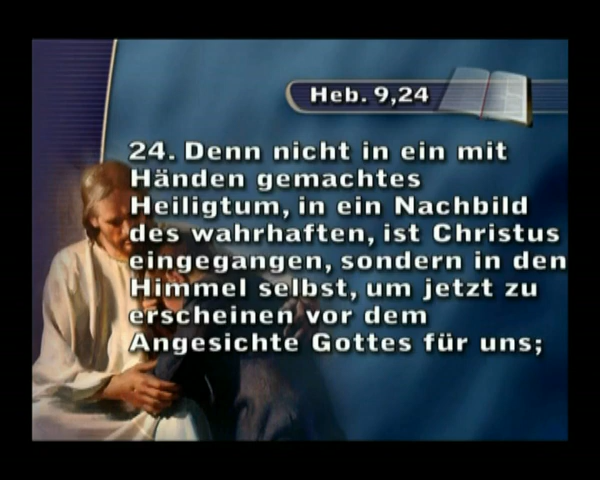 Heb. 9,24
24. Denn nicht in ein mit
Händen gemachtes
Heiligtum, in ein Nachbild
des wahrhaften, ist Christus
eingegangen, sondern in den
Himmel selbst, um jetzt zu
erscheinen vor dem
Angesichte Gottes für uns;